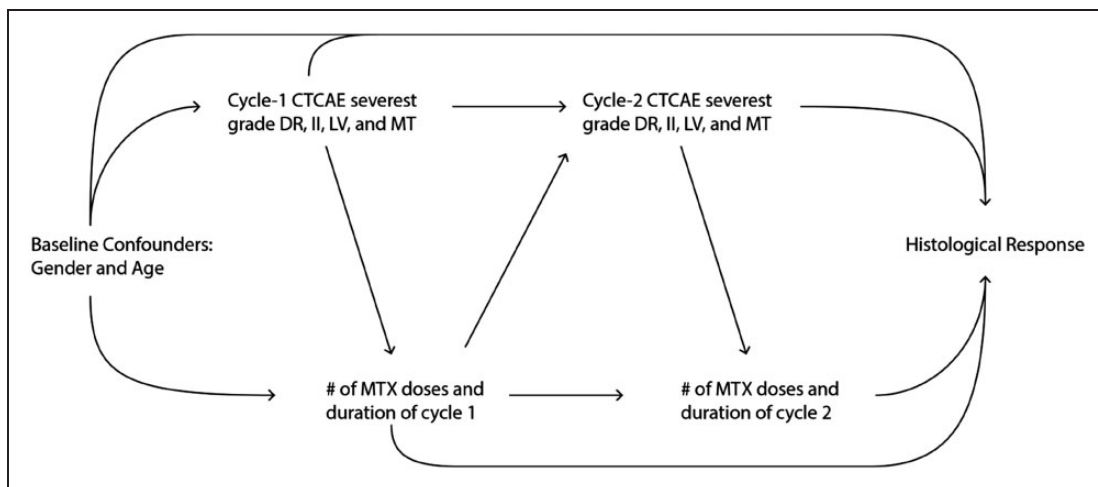 Cycle-1 CTCAE severest
grade DR, II, LV, and MT
Cycle-2 CTCAE severest
grade DR, II, LV, and MT
Baseline Confounders:
Gender and Age
Histological Response
# of MTX doses and
duration of cycle 1
# of MTX doses and
duration of cycle 2